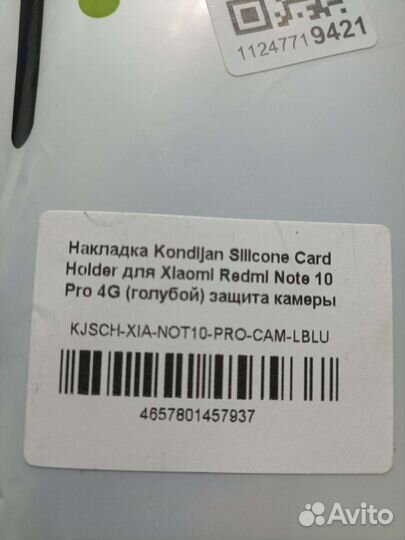 112477199421
Накладка Kondijan Silicone Card
Holder для Xiaomi Redmi Note 10
Pro 4G (голубой) защита камеры
KJSCH-XIA-NOT10-PRO-CAM-LBLU
4657801457937
Avito